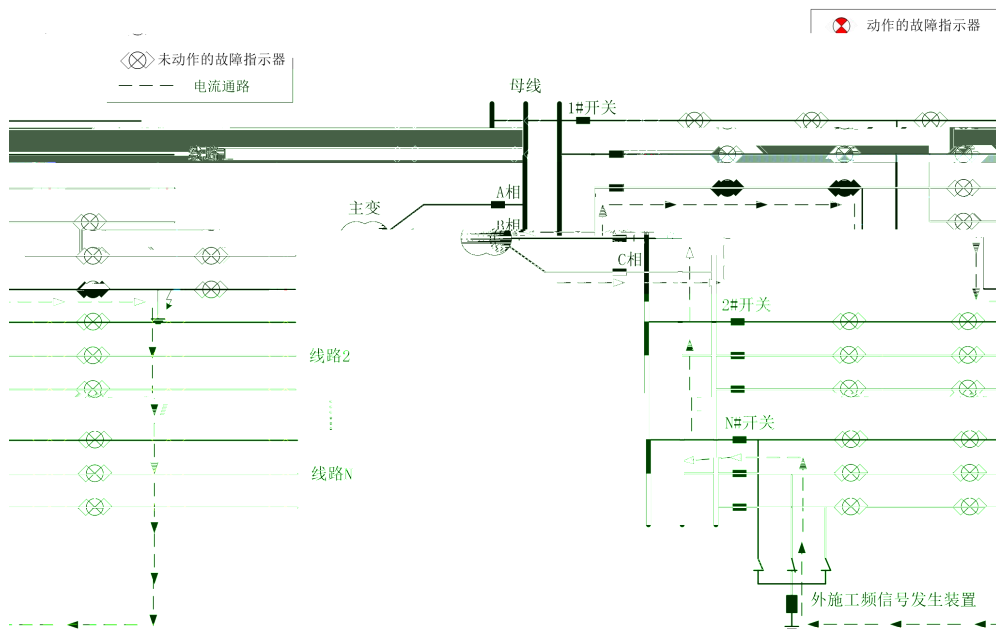 动作的故障指示器
未动作的故障指示器
电流通路
母线
1#开关
A相
主变
B相
C相
2#开关
线路2
N#开关
线路N
外施工频信号发生装置